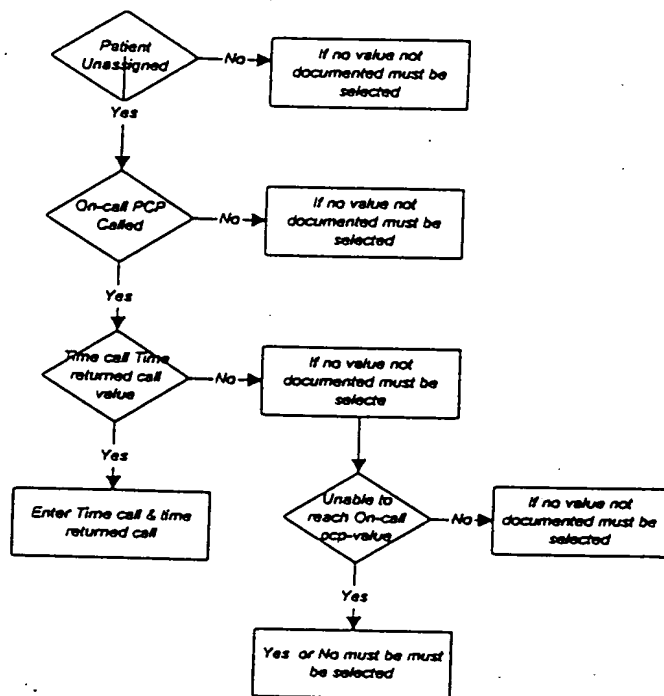 Patient
Unassigned
No
If no value not
documented must be
selected
Yes
On-call PCP
Called
No
If no value not
documented must be
selected
Yes
Time call Time
returned call
value
No
If no value not
documented must be
selecte
Yes
Enter Time call & time
returned call
Unable to
reach On-call
pcp-value
No
If no value not
documented must be
selected
Yes
Yes or No must be must
be selected